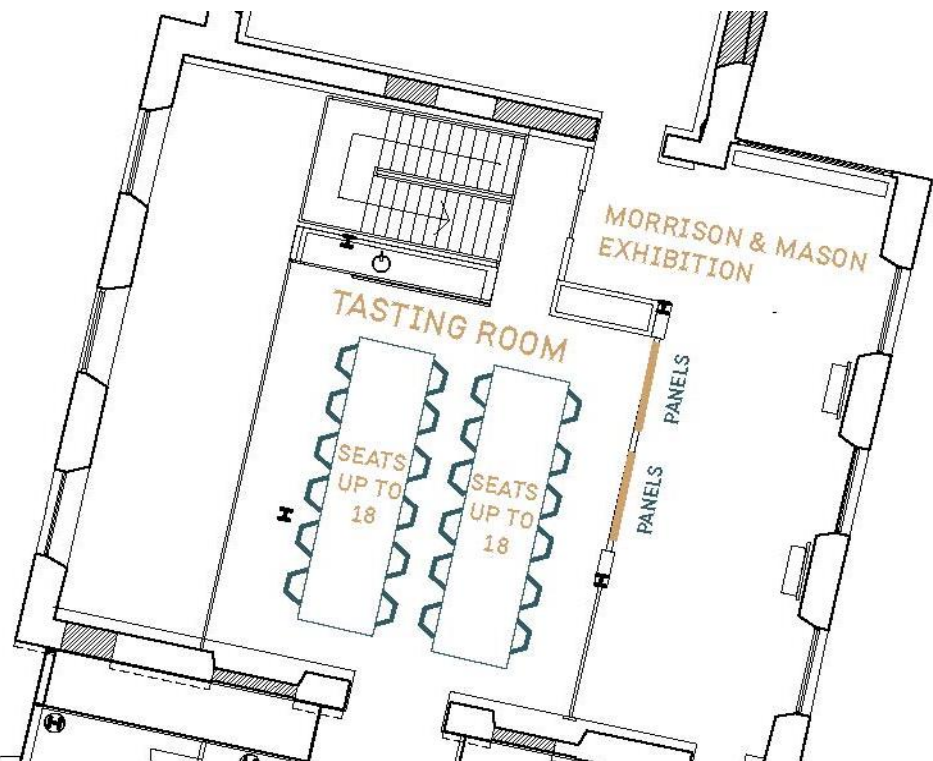 MORRISON & MASON
EXHIBITION
TASTING ROOM
PANELS
SEATS
UP TO
18
SEATS
UP TO
18
PANELS